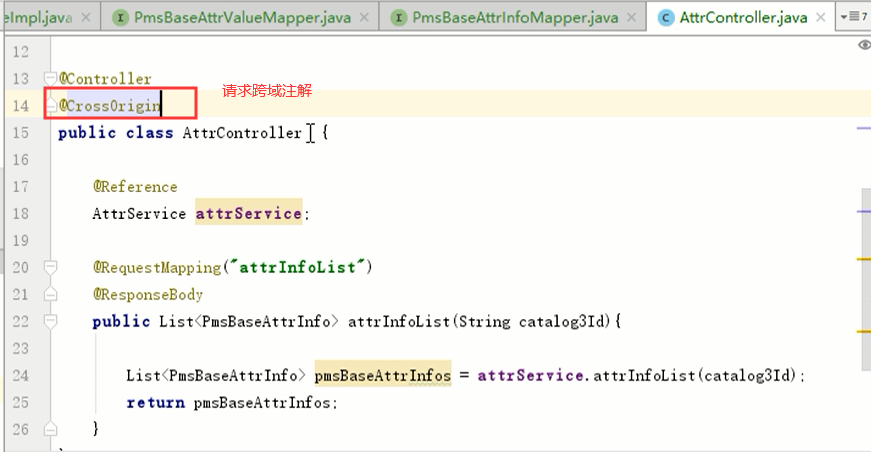 eImpl.java PmsBaseAttrValueMapper.java PmsBaseAttrInfoMapper.java AttrController.java 7
12
13 @Controller
请求跨域注解
14 @CrossOrigin
15 public class AttrController {
16
17 @Reference
18 AttrService attrService;
19
20 @RequestMapping("attrInfoList")
21 @ResponseBody
22 public List<PmsBaseAttrInfo> attrInfoList(String catalog3Id){
23
24 List<PmsBaseAttrInfo> pmsBaseAttrInfos = attrService.attrInfoList(catalog3Id);
25 return pmsBaseAttrInfos;
26 }